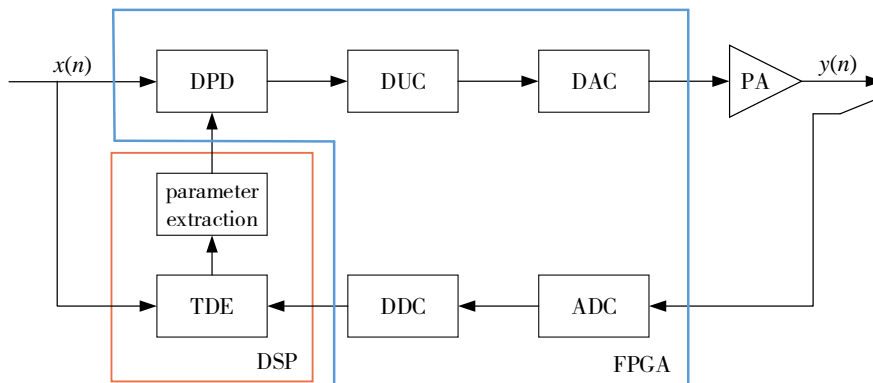 x(n)
DPD
DUC
DAC
PA
y(n)
parameter
extraction
TDE
DDC
ADC
DSP
FPGA